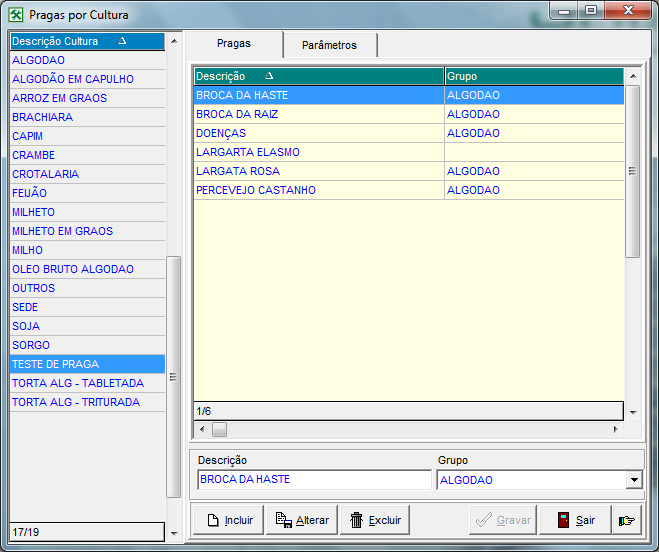 Pragas por Cultura
Descrição Cultura
ALGODAO
ALGODÃO EM CAPULHO
ARROZ EM GRAOS
BRACHIARA
CAPIM
CRAMBE
CROTALARIA
FEIJÃO
MILHETO
MILHETO EM GRAOS
MILHO
OLEO BRUTO ALGODAO
OUTROS
SEDE
SOJA
SORGO
TESTE DE PRAGA
TORTA ALG - TABLETADA
TORTA ALG - TRITURADA
17/19
Pragas Parâmetros
Descrição Grupo
BROCA DA HASTE ALGODAO
BROCA DA RAIZ ALGODAO
DOENÇAS ALGODAO
LARGARTA ELASMO
LARGATA ROSA ALGODAO
PERCEVEJO CASTANHO ALGODAO
1/6
Descrição Grupo
BROCA DA HASTE ALGODAO
Incluir Alterar Excluir Gravar Sair